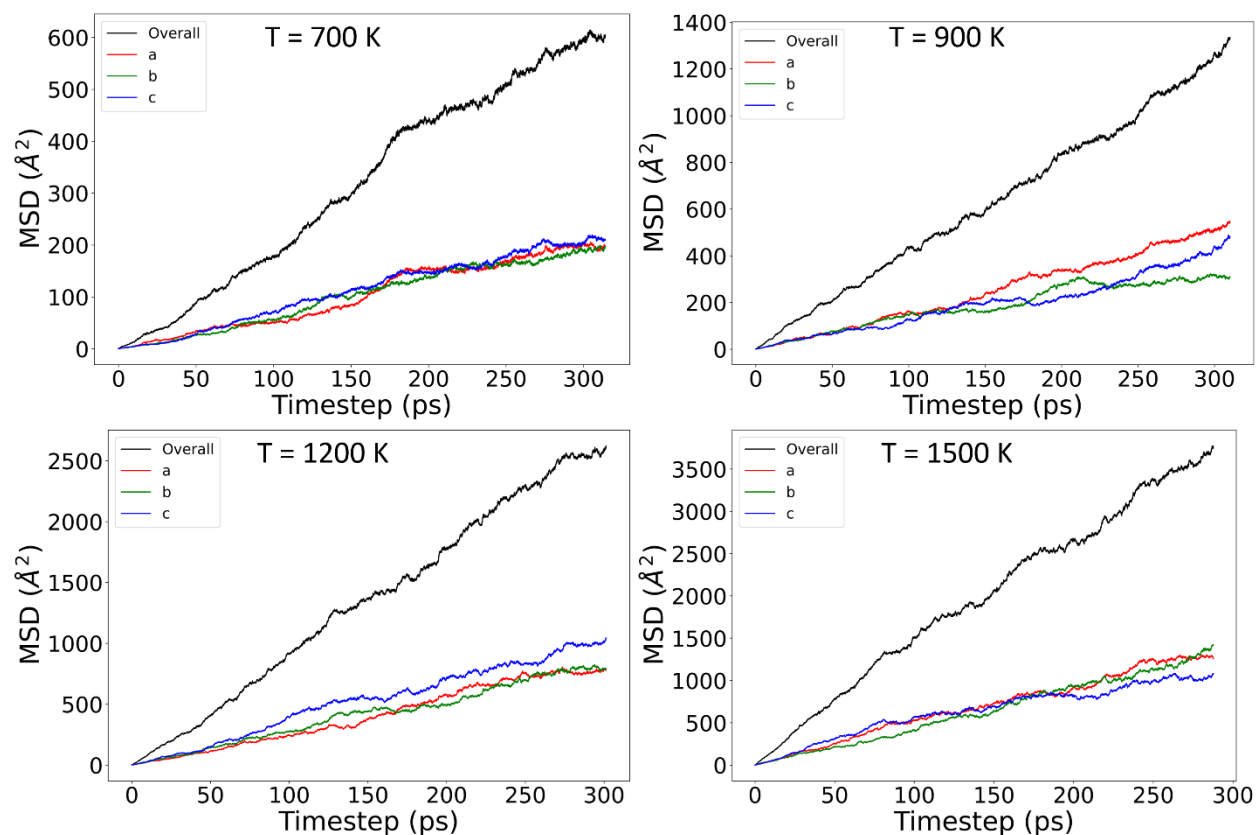 T = 700 K
Overall
a
b
c
MSD (Å²)
600
500
400
300
200
100
0
0 50 100 150 200 250 300
Timestep (ps)
T = 900 K
Overall
a
b
c
MSD (Å²)
1400
1200
1000
800
600
400
200
0
0 50 100 150 200 250 300
Timestep (ps)
T = 1200 K
Overall
a
b
c
MSD (Å²)
2500
2000
1500
1000
500
0
0 50 100 150 200 250 300
Timestep (ps)
T = 1500 K
Overall
a
b
c
MSD (Å²)
3500
3000
2500
2000
1500
1000
500
0
0 50 100 150 200 250 300
Timestep (ps)